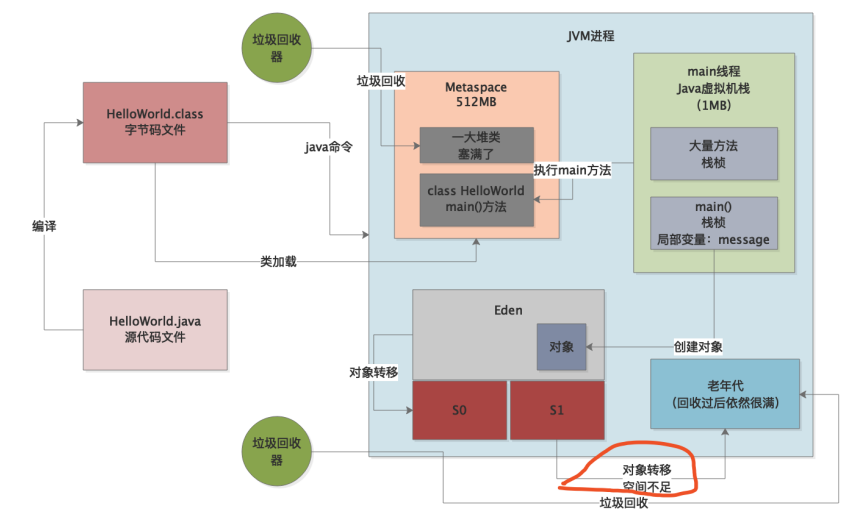 垃圾回收
器
JVM进程
垃圾回收
Metaspace
512MB
main线程
Java虚拟机栈
（1MB）
HelloWorld.class
字节码文件
一大堆类
塞满了
大量方法
栈桢
java命令
执行main方法
class HelloWorld
main()方法
main()
栈桢
局部变量：message
编译
类加载
HelloWorld.java
源代码文件
Eden
对象
创建对象
对象转移
老年代
（回收过后依然很满）
S0
S1
垃圾回收
器
对象转移
空间不足
垃圾回收